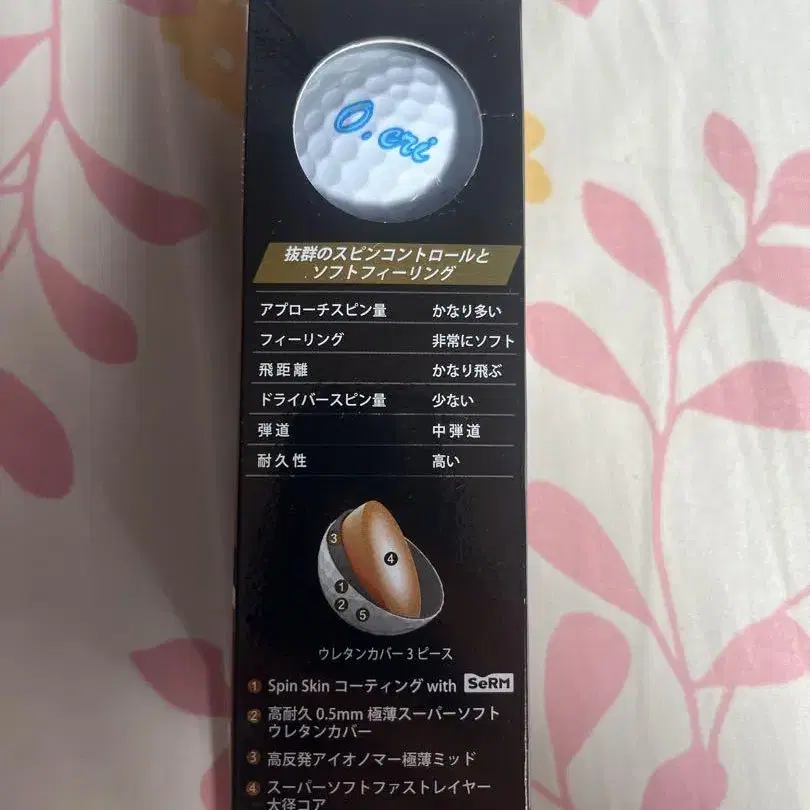 O.cri
抜群のスピンコントロールと
ソフトフィーリング
アプローチスピン量 かなり多い
フィーリング 非常にソフト
飛距離 かなり飛ぶ
ドライバースピン量 少ない
弾道 中弾道
耐久性 高い
3
4
1
2
5
ウレタンカバー3ピース
1 Spin Skin コーティング with SeRM
2 高耐久 0.5mm 極薄スーパーソフト
ウレタンカバー
3 高反発アイオノマー極薄ミッド
4 スーパーソフトファストレイヤー
大径コア